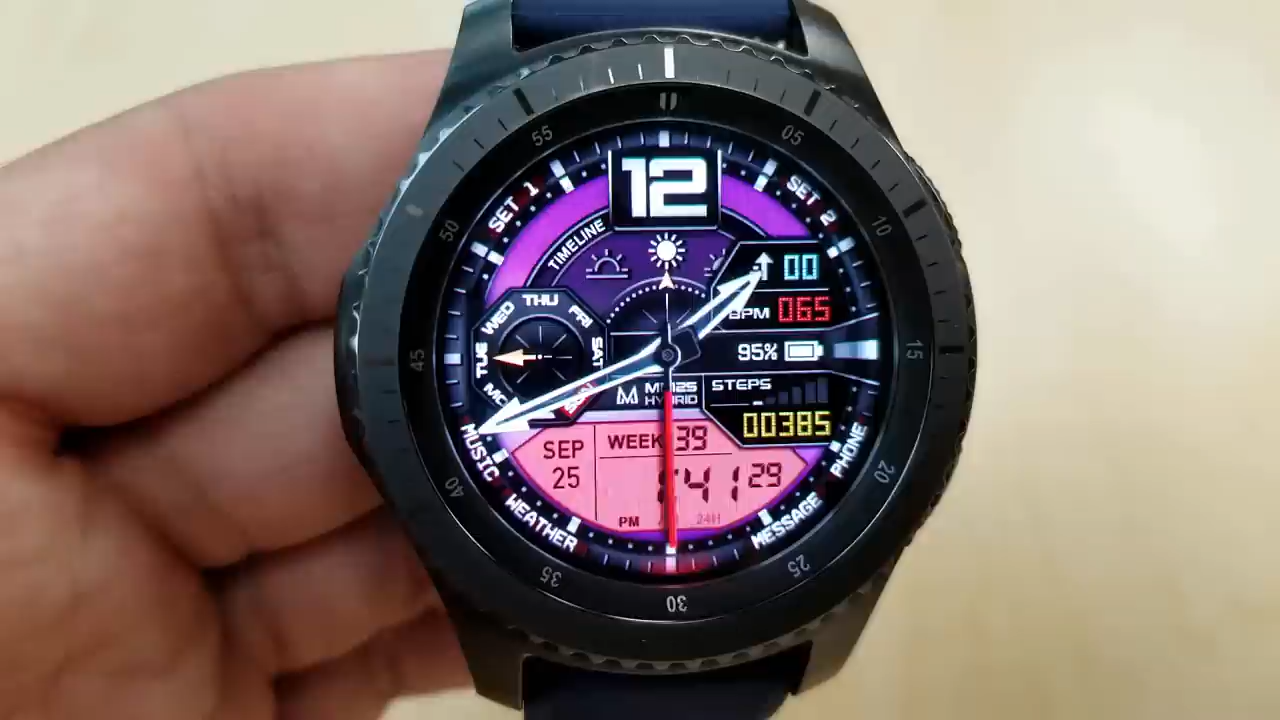 55
05
50
10
45
15
40
20
35
25
30
12
SET 1
SET 2
TIMELINE
00
BPM 065
95%
THU
WED
FRI
TUE
SAT
STEPS
00385
SEP
25
WEEK 39
41 29
PM
24H
MUSIC
WEATHER
MESSAGE
PHONE